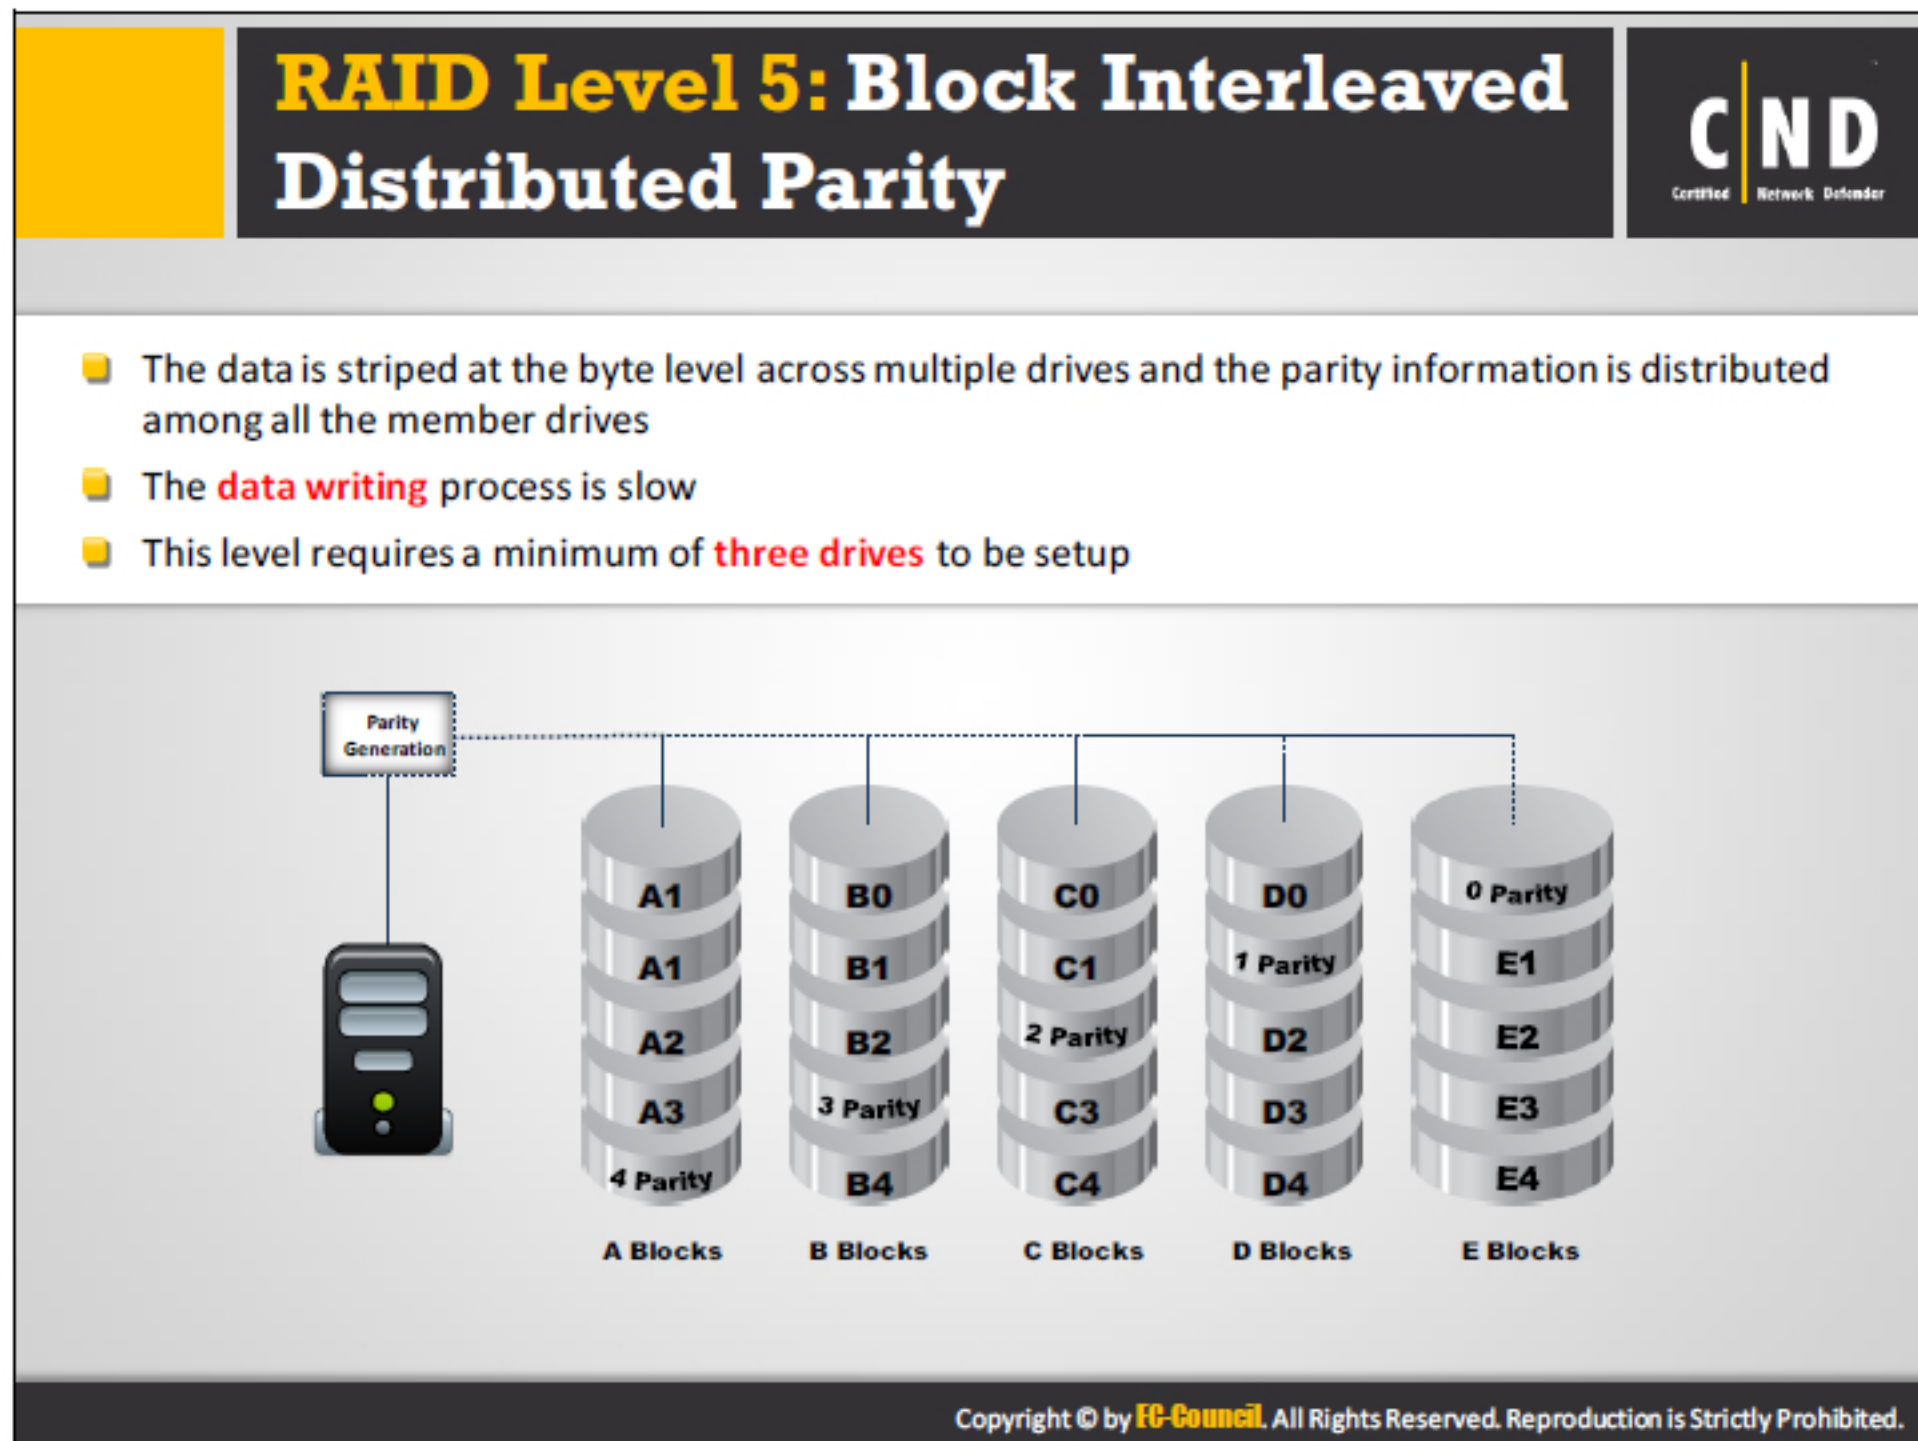 RAID Level 5: Block Interleaved
Distributed Parity
C ND
Certified Network Defender
The data is striped at the byte level across multiple drives and the parity information is distributed
among all the member drives
The data writing process is slow
This level requires a minimum of three drives to be setup
Parity
Generation
A1 B0 C0 D0 0 Parity
A1 B1 C1 1 Parity E1
A2 B2 2 Parity D2 E2
A3 3 Parity C3 D3 E3
4 Parity B4 C4 D4 E4
A Blocks B Blocks C Blocks D Blocks E Blocks
Copyright © by EC-Council. All Rights Reserved. Reproduction is Strictly Prohibited.